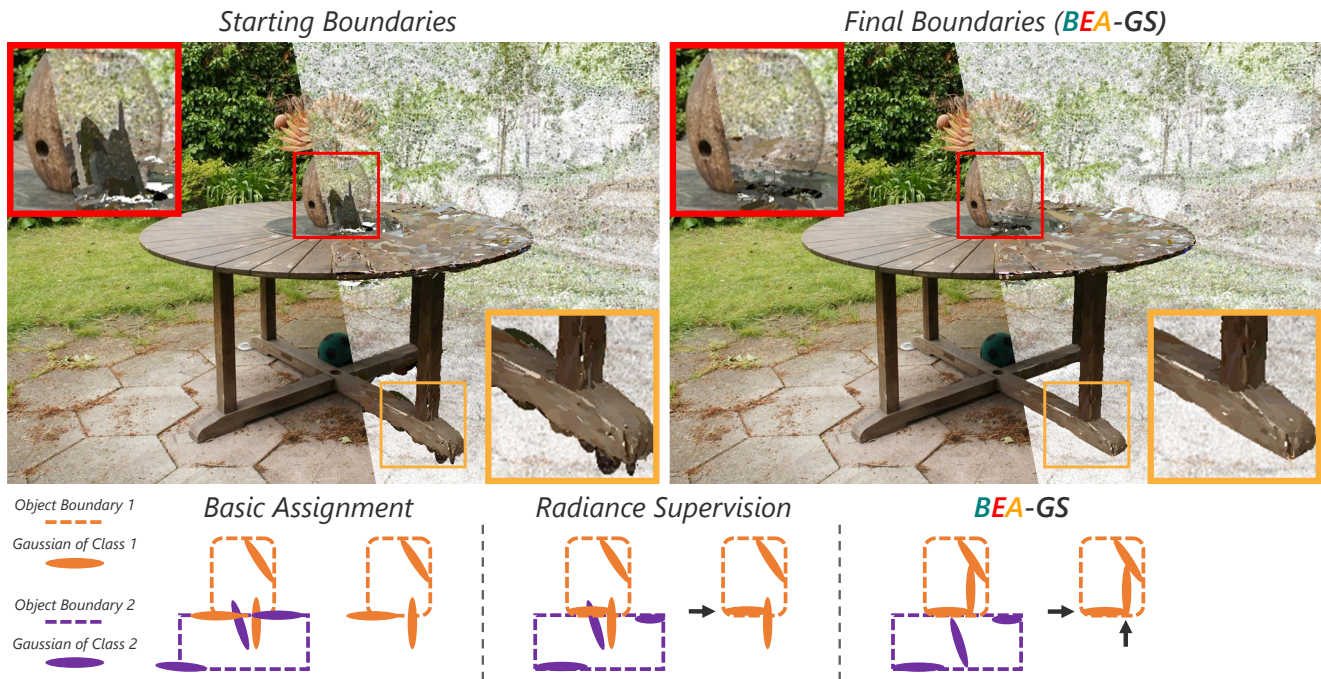 Starting Boundaries
Final Boundaries (BEA-GS)
Object Boundary 1
Gaussian of Class 1
Object Boundary 2
Gaussian of Class 2
Basic Assignment
Radiance Supervision
BEA-GS